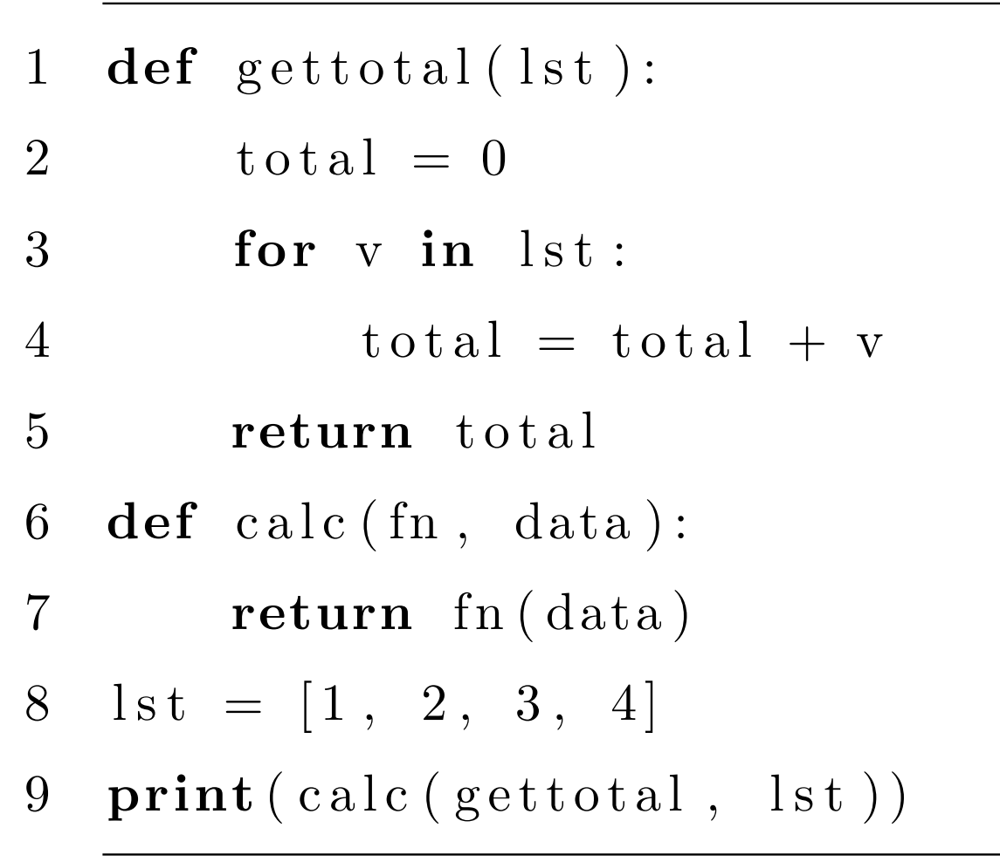 1 def gettotal(lst):
2     total = 0
3     for v in lst:
4         total = total + v
5     return total
6 def calc(fn, data):
7     return fn(data)
8 lst = [1, 2, 3, 4]
9 print(calc(gettotal, lst))